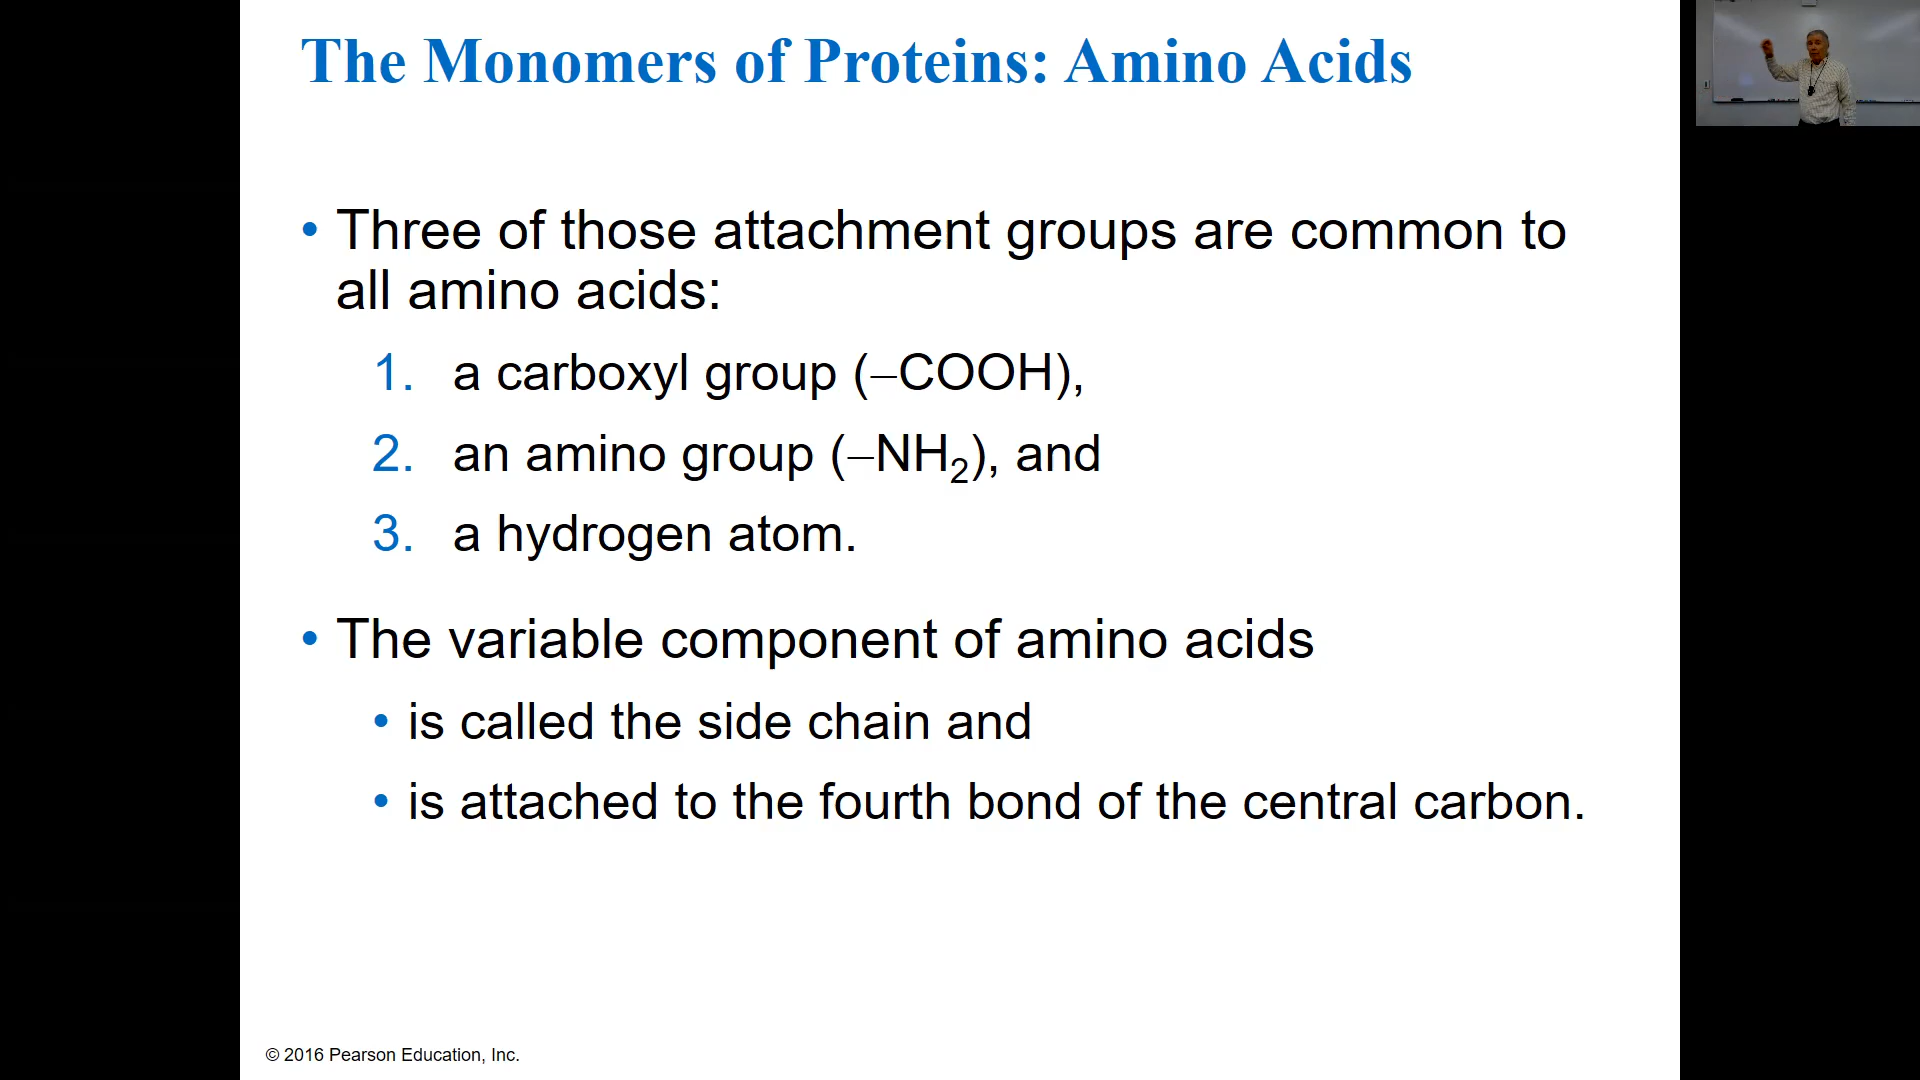 The Monomers of Proteins: Amino Acids
• Three of those attachment groups are common to
all amino acids:
1. a carboxyl group (–COOH),
2. an amino group (–NH₂), and
3. a hydrogen atom.
• The variable component of amino acids
• is called the side chain and
• is attached to the fourth bond of the central carbon.
© 2016 Pearson Education, Inc.